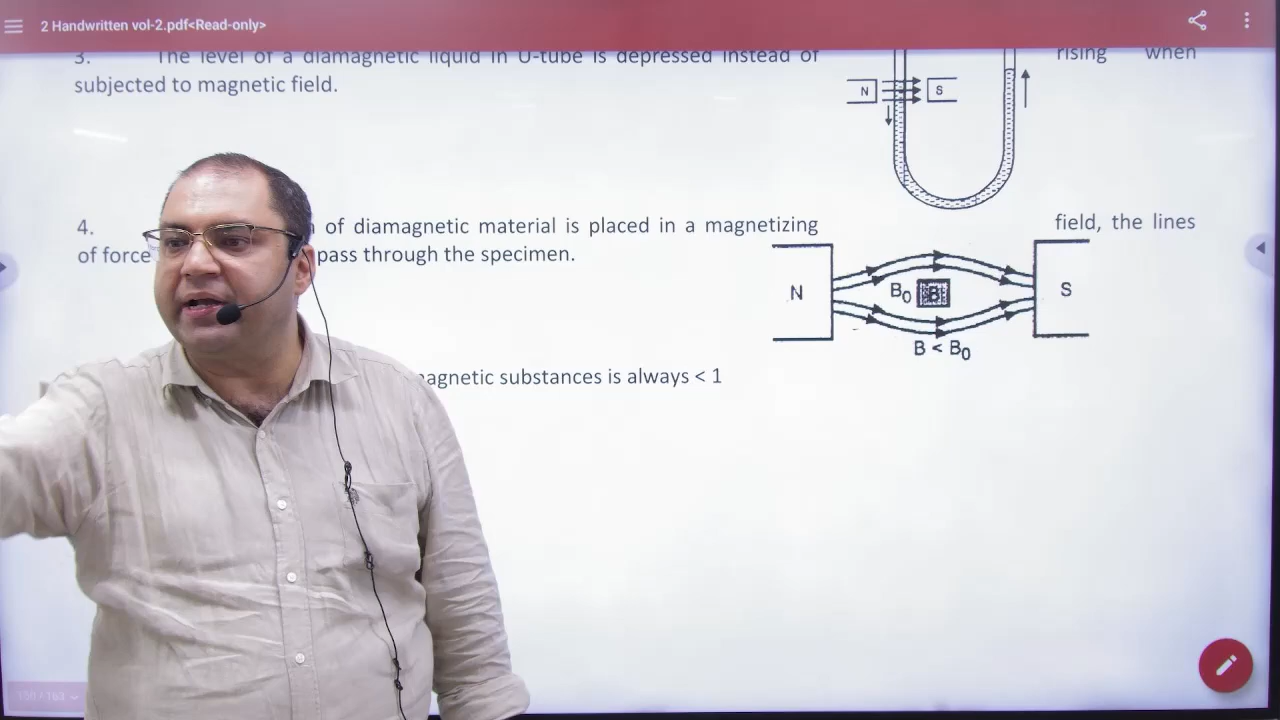 2 Handwritten vol-2.pdf<Read-only>
3. The level of a diamagnetic liquid in U-tube is depressed instead of rising when
subjected to magnetic field.
N S
4. of diamagnetic material is placed in a magnetizing field, the lines
of force pass through the specimen.
N B₀ B S
B < B₀
magnetic substances is always < 1